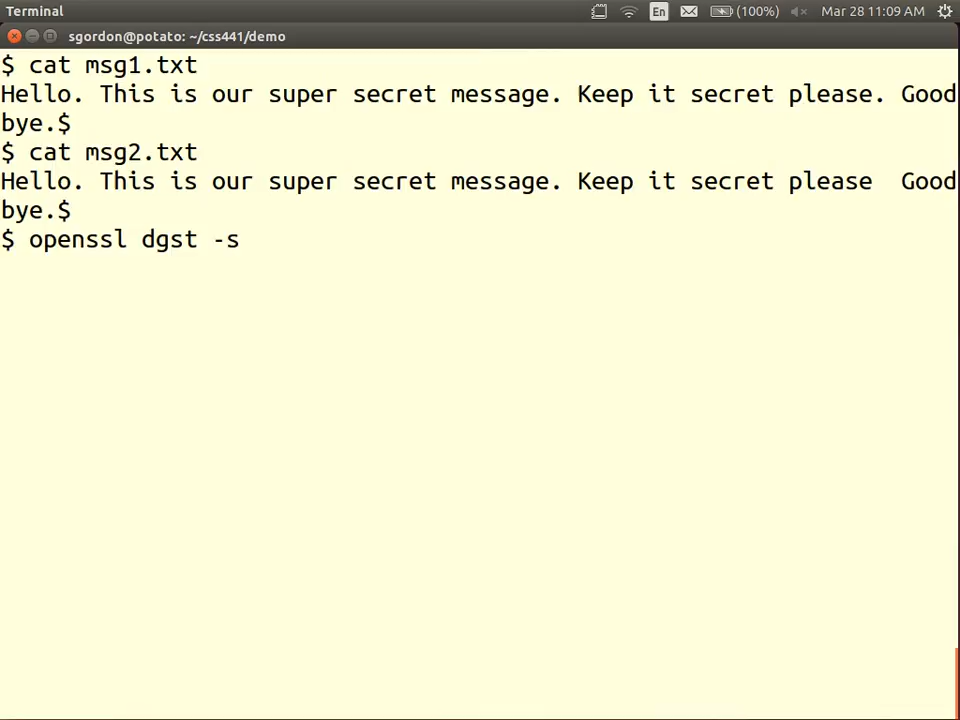 Terminal
En
(100%)
Mar 28 11:09 AM
sgordon@potato: ~/css441/demo
$ cat msg1.txt
Hello. This is our super secret message. Keep it secret please. Good
bye.$
$ cat msg2.txt
Hello. This is our super secret message. Keep it secret please  Good
bye.$
$ openssl dgst -s